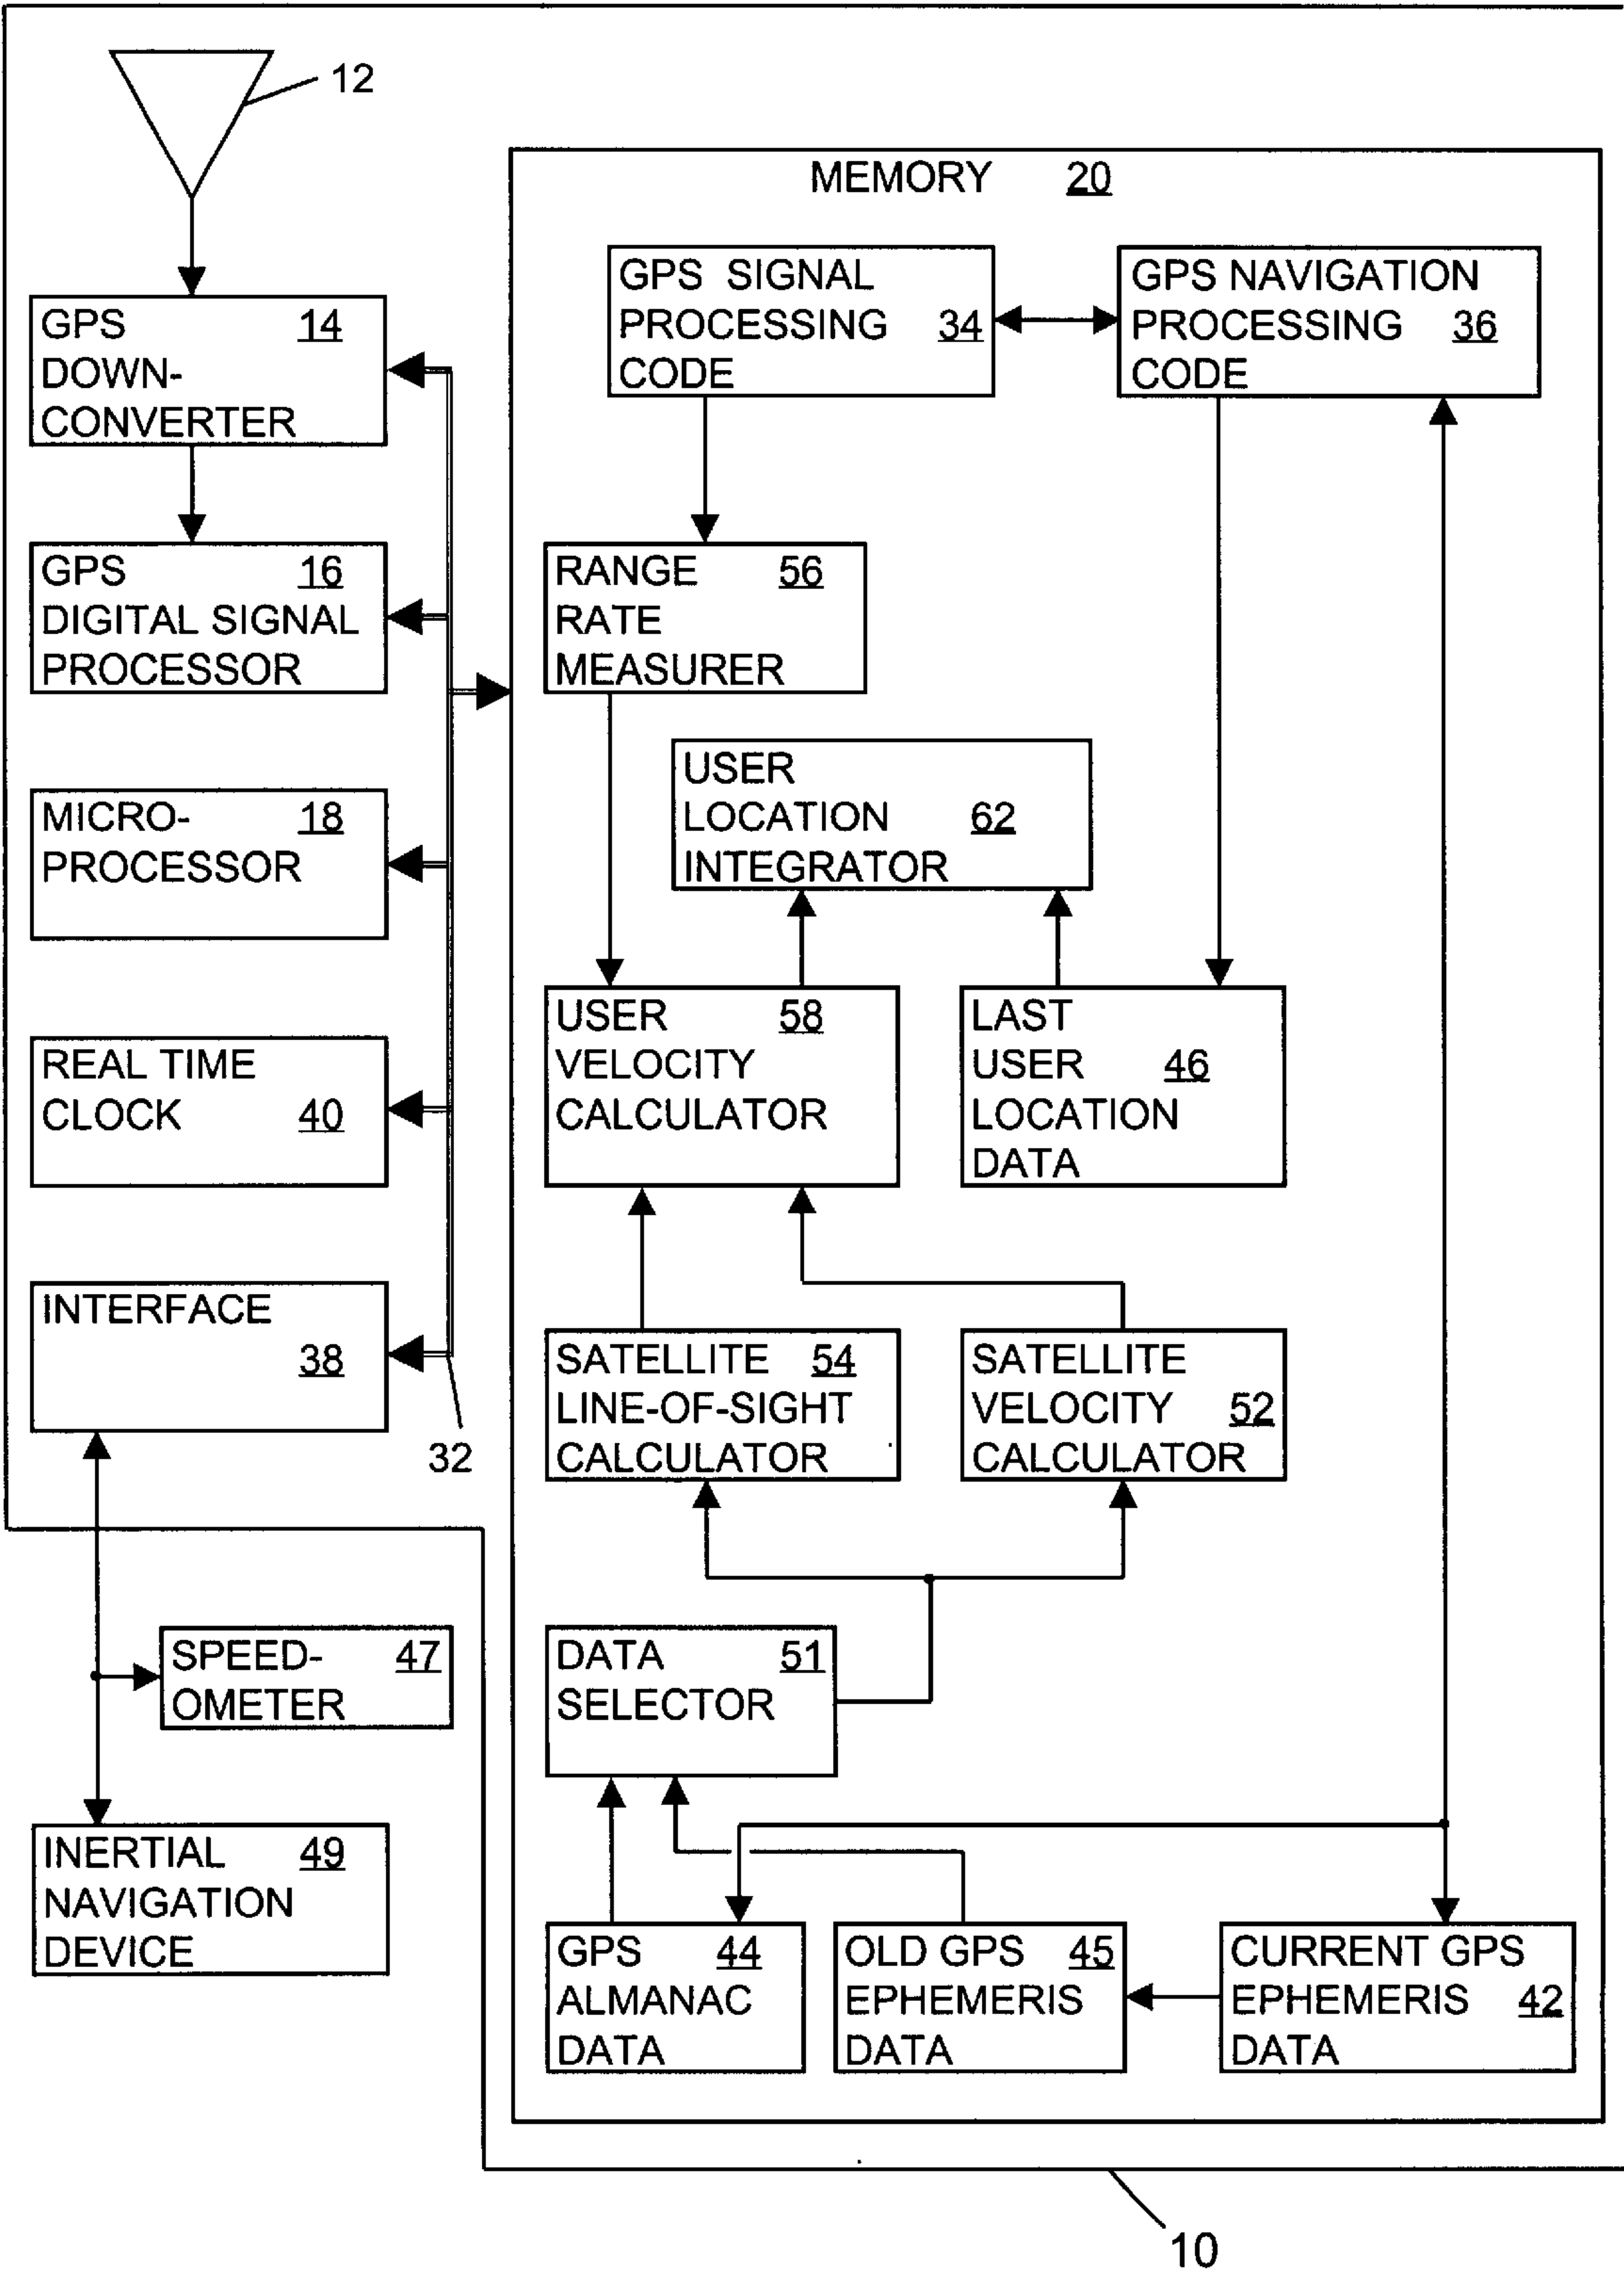 12
MEMORY 20
GPS 14
DOWN-
CONVERTER
GPS 16
DIGITAL SIGNAL
PROCESSOR
MICRO- 18
PROCESSOR
REAL TIME
CLOCK 40
INTERFACE
38
32
SPEED- 47
OMETER
INERTIAL 49
NAVIGATION
DEVICE
GPS SIGNAL
PROCESSING 34
CODE
GPS NAVIGATION
PROCESSING 36
CODE
RANGE 56
RATE
MEASURER
USER
LOCATION 62
INTEGRATOR
USER 58
VELOCITY
CALCULATOR
LAST
USER 46
LOCATION
DATA
SATELLITE 54
LINE-OF-SIGHT
CALCULATOR
SATELLITE
VELOCITY 52
CALCULATOR
DATA 51
SELECTOR
GPS 44
ALMANAC
DATA
OLD GPS 45
EPHEMERIS
DATA
CURRENT GPS
EPHEMERIS 42
DATA
10